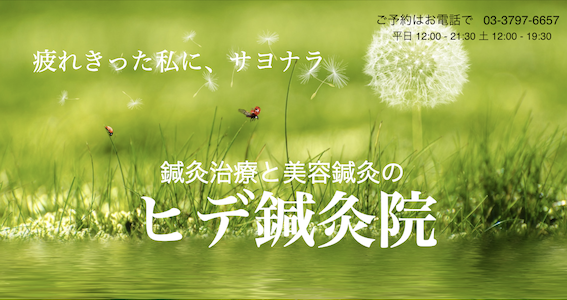 ご予約はお電話で 03-3797-6657
平日 12:00 - 21:30 土 12:00 - 19:30
疲れきった私に、サヨナラ
鍼灸治療と美容鍼灸の
ヒデ鍼灸院